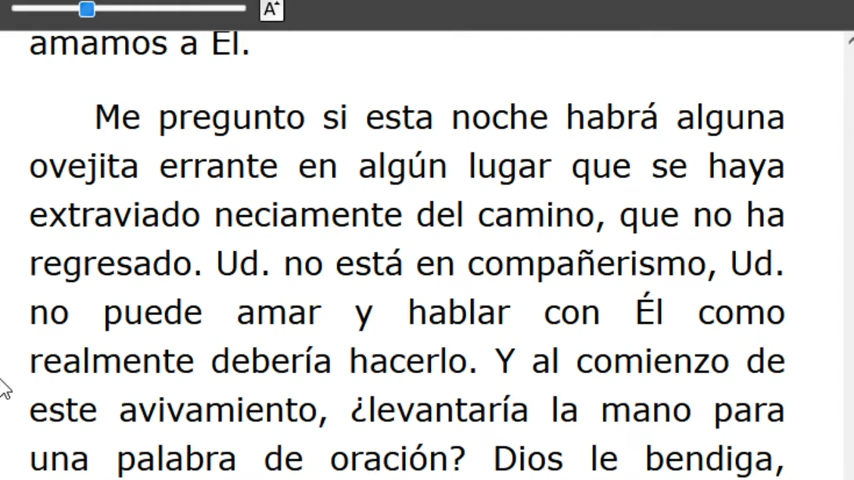 A
amamos a Él.
Me pregunto si esta noche habrá alguna
ovejita errante en algún lugar que se haya
extraviado neciamente del camino, que no ha
regresado. Ud. no está en compañerismo, Ud.
no puede amar y hablar con Él como
realmente debería hacerlo. Y al comienzo de
este avivamiento, ¿levantaría la mano para
una palabra de oración? Dios le bendiga,